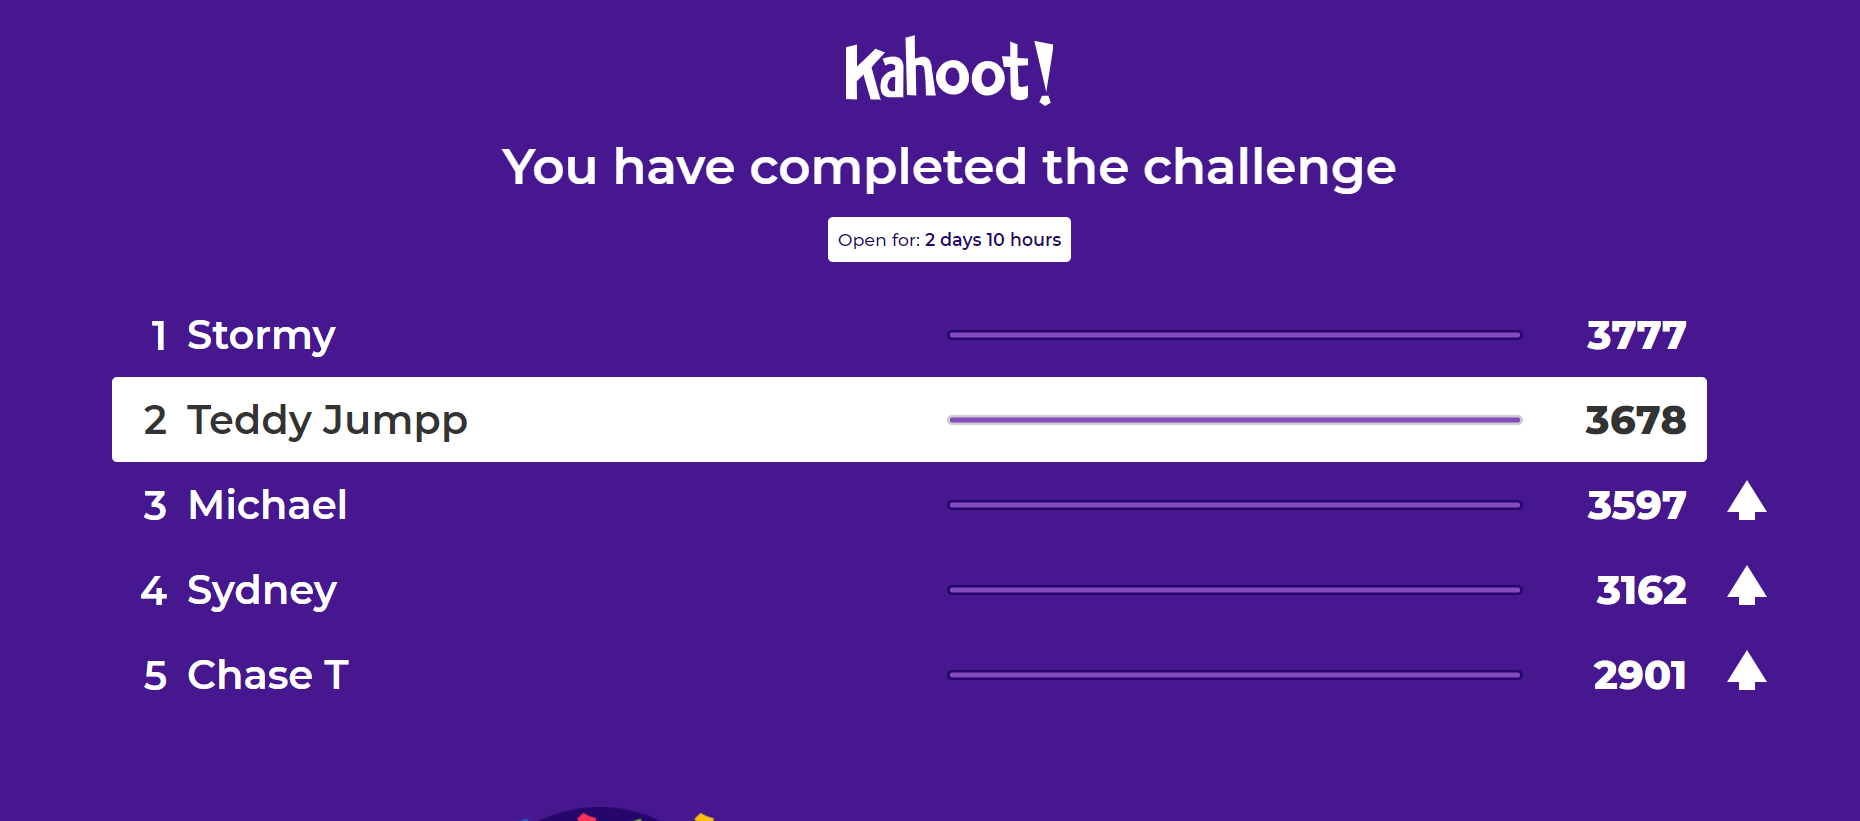 Kahoot!
You have completed the challenge
Open for: 2 days 10 hours
1 Stormy 3777
2 Teddy Jumpp 3678
3 Michael 3597
4 Sydney 3162
5 Chase T 2901